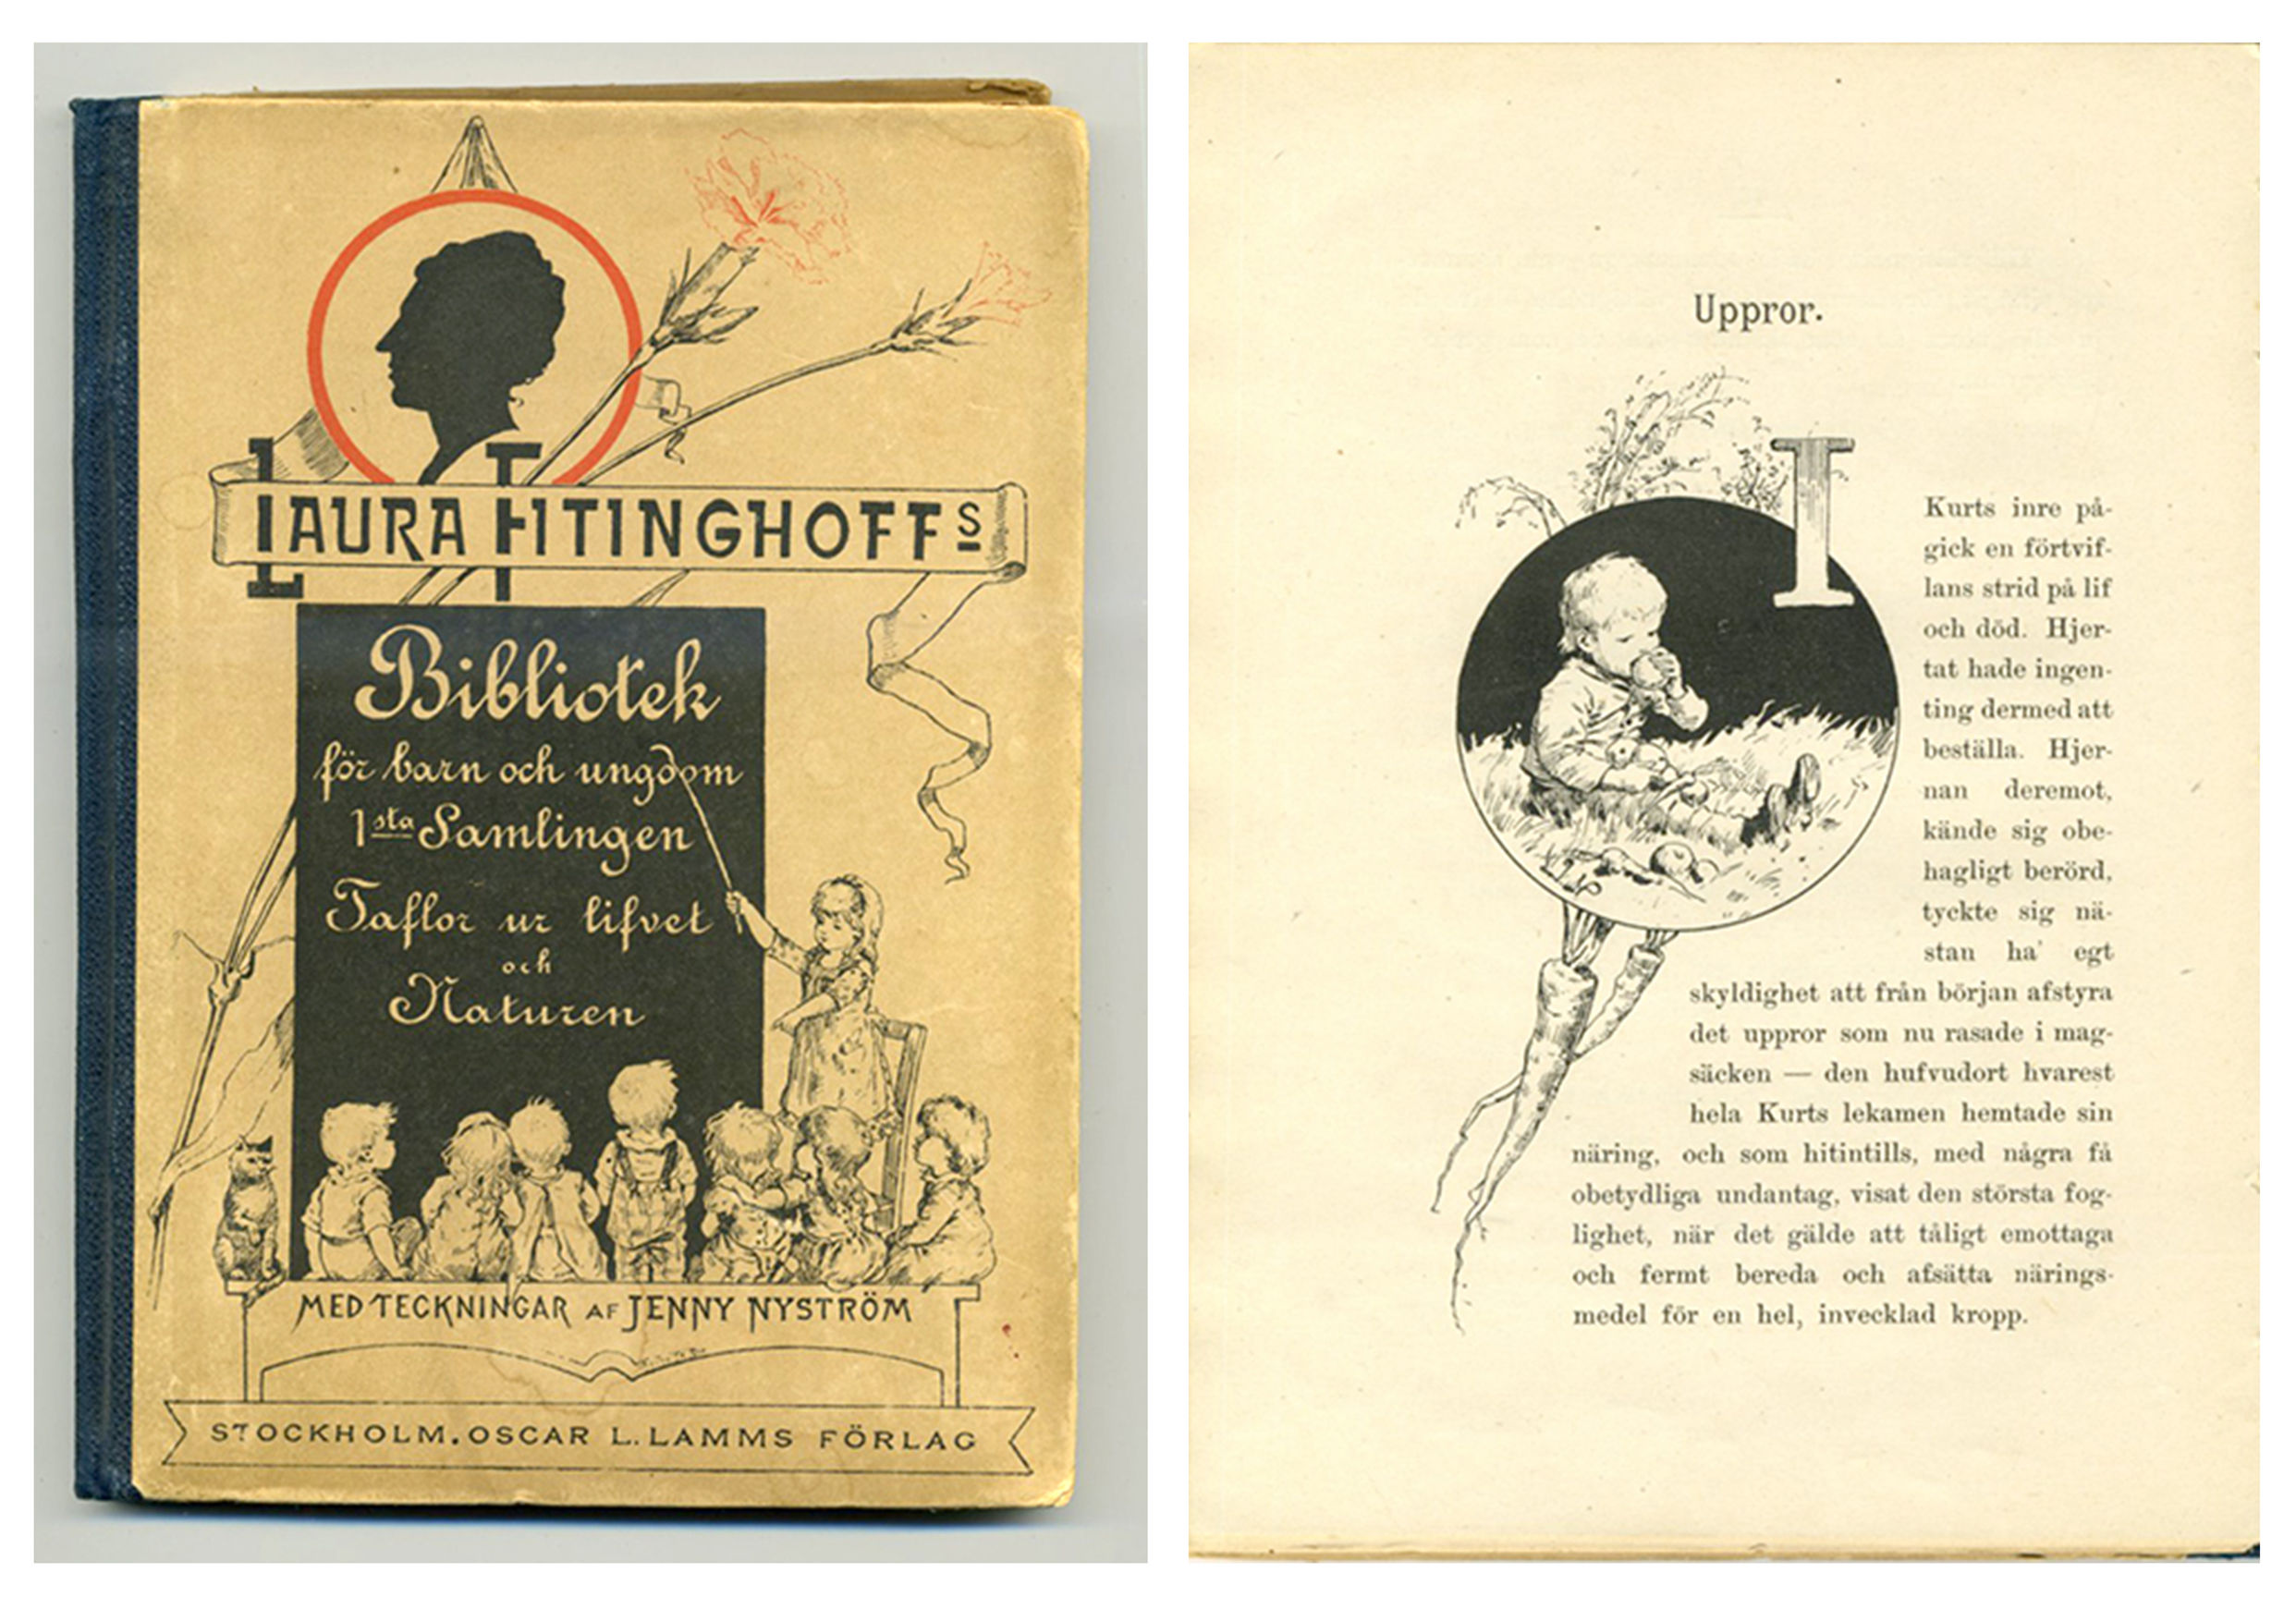 LAURA FITINGHOFFS
Bibliotek
för barn och ungdom
1sta Samlingen
Taflor ur lifvet
och
Naturen
MED TECKNINGAR AF JENNY NYSTRÖM
STOCKHOLM. OSCAR L. LAMMS FÖRLAG
Uppror.
I
Kurts inre på-
gick en förtvif-
lans strid på lif
och död. Hjer-
tat hade ingen-
ting dermed att
beställa. Hjer-
nan deremot,
kände sig obe-
hagligt berörd,
tyckte sig nä-
stan ha' egt
skyldighet att från början afstyra
det uppror som nu rasade i mag-
säcken — den hufvudort hvarest
hela Kurts lekamen hemtade sin
näring, och som hitintills, med några få
obetydliga undantag, visat den största fog-
lighet, när det gälde att tåligt emottaga
och fermt bereda och afsätta närings-
medel för en hel, invecklad kropp.